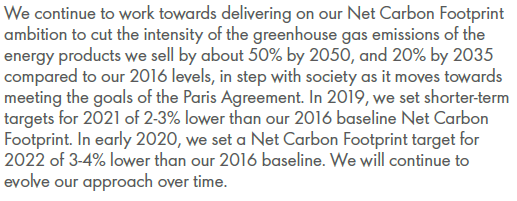 We continue to work towards delivering on our Net Carbon Footprint
ambition to cut the intensity of the greenhouse gas emissions of the
energy products we sell by about 50% by 2050, and 20% by 2035
compared to our 2016 levels, in step with society as it moves towards
meeting the goals of the Paris Agreement. In 2019, we set shorter-term
targets for 2021 of 2-3% lower than our 2016 baseline Net Carbon
Footprint. In early 2020, we set a Net Carbon Footprint target for
2022 of 3-4% lower than our 2016 baseline. We will continue to
evolve our approach over time.